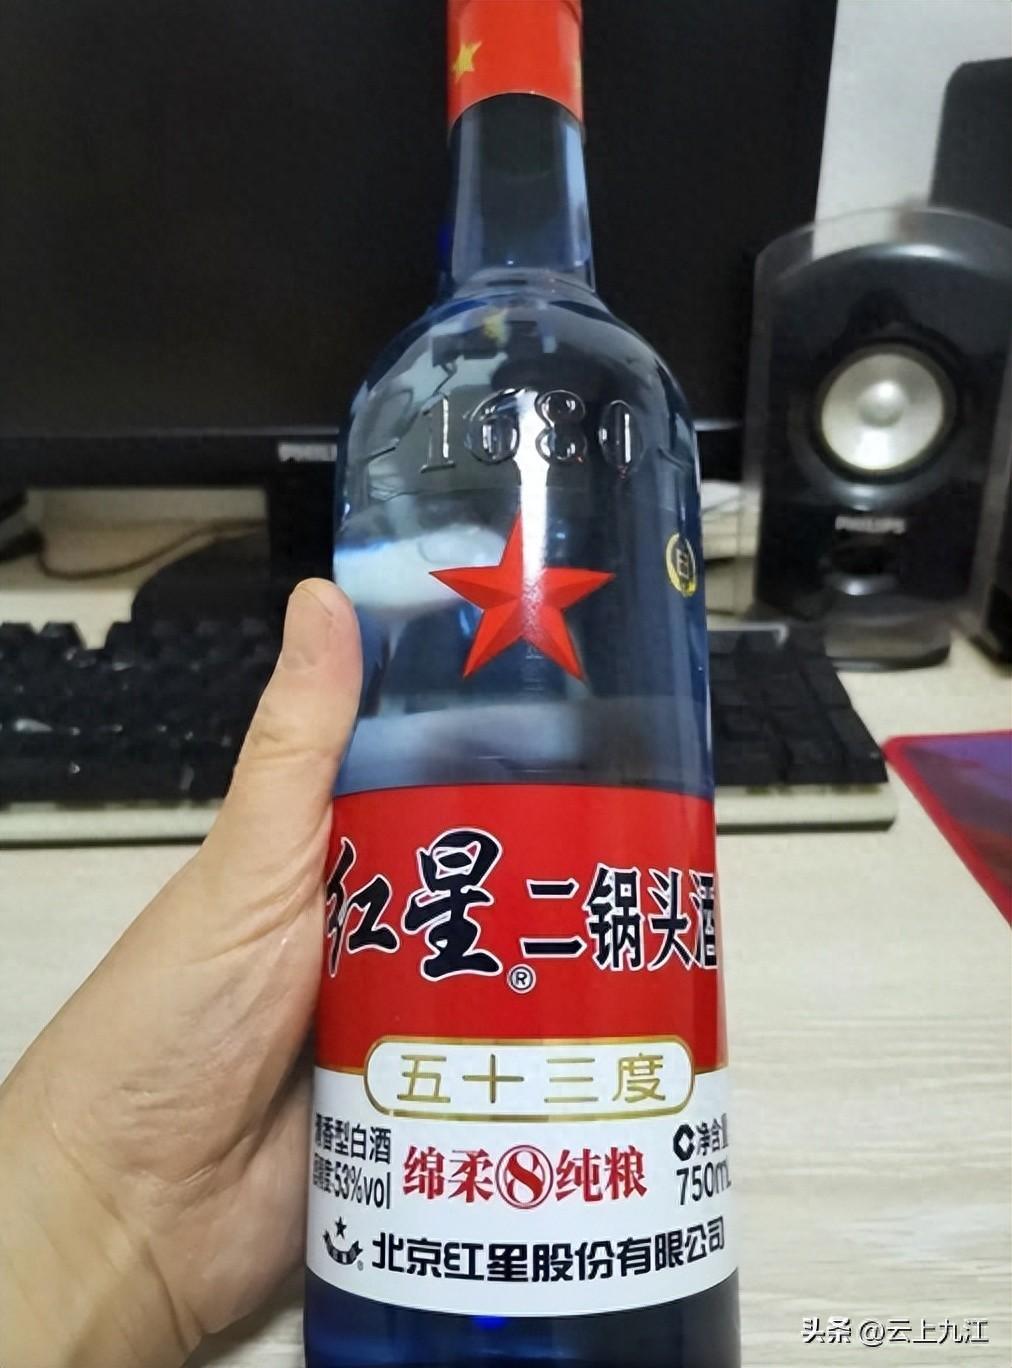 1680
PHILIPS
红星® 二锅头酒
五十三度
清香型白酒
酒精度:53%vol
绵柔8纯粮
净含量
750mL
北京红星股份有限公司
头条 @云上九江